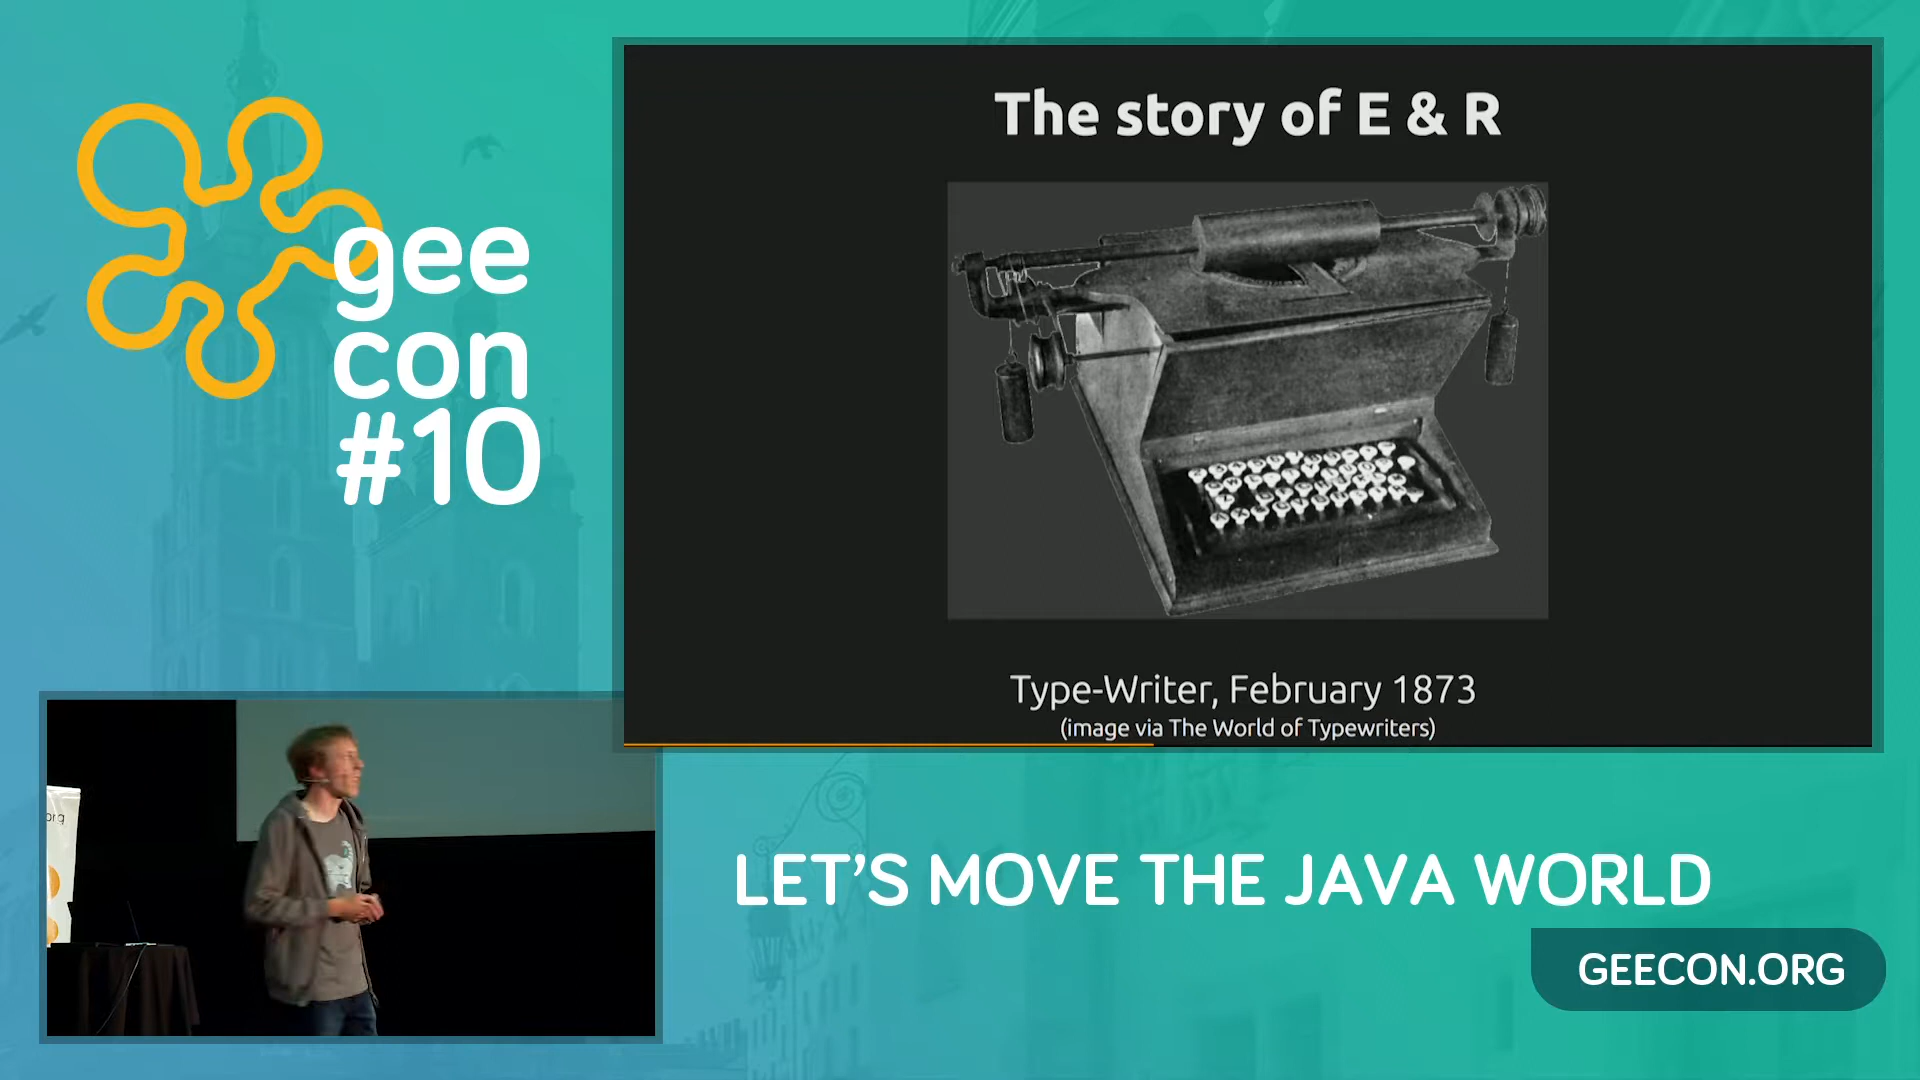 gee
con
#10
The story of E & R
Type-Writer, February 1873
(image via The World of Typewriters)
org
LET'S MOVE THE JAVA WORLD
GEECON.ORG